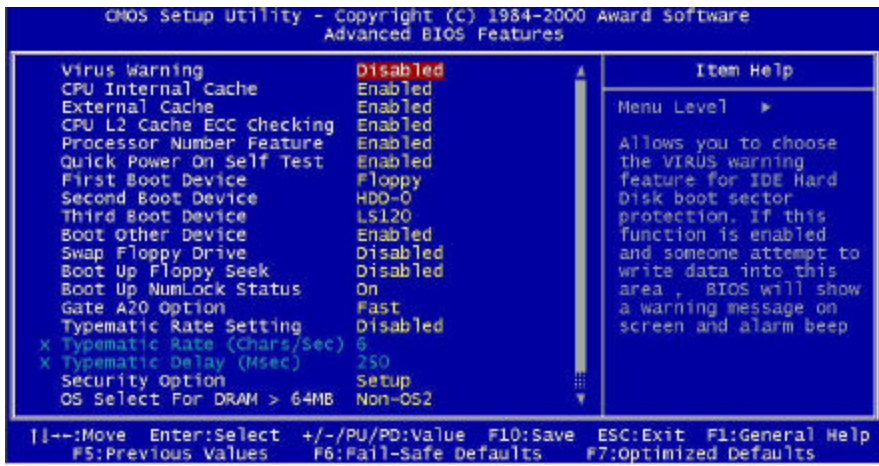 CMOS Setup Utility - Copyright (C) 1984-2000 Award Software
Advanced BIOS Features
Virus Warning Disabled
CPU Internal Cache Enabled
External Cache Enabled
CPU L2 Cache ECC Checking Enabled
Processor Number Feature Enabled
Quick Power On Self Test Enabled
First Boot Device Floppy
Second Boot Device HDD-0
Third Boot Device LS120
Boot Other Device Enabled
Swap Floppy Drive Disabled
Boot Up Floppy Seek Disabled
Boot Up NumLock Status On
Gate A20 Option Fast
Typematic Rate Setting Disabled
x Typematic Rate (Chars/Sec) 6
x Typematic Delay (Msec) 250
Security Option Setup
OS Select For DRAM > 64MB Non-OS2
Item Help
Menu Level ▶
Allows you to choose
the VIRUS warning
feature for IDE Hard
Disk boot sector
protection. If this
function is enabled
and someone attempt to
write data into this
area , BIOS will show
a warning message on
screen and alarm beep
↑↓→←:Move Enter:Select +/-/PU/PD:Value F10:Save ESC:Exit F1:General Help
F5:Previous Values F6:Fail-Safe Defaults F7:Optimized Defaults